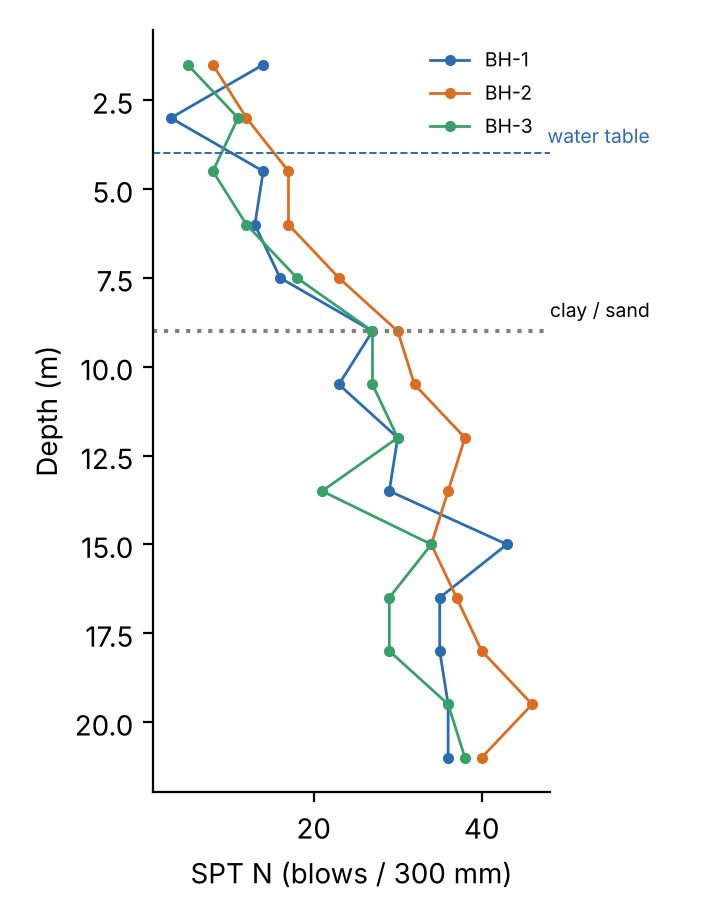 BH-1
BH-2
BH-3
water table
clay / sand
2.5
5.0
7.5
10.0
12.5
15.0
17.5
20.0
Depth (m)
20 40
SPT N (blows / 300 mm)